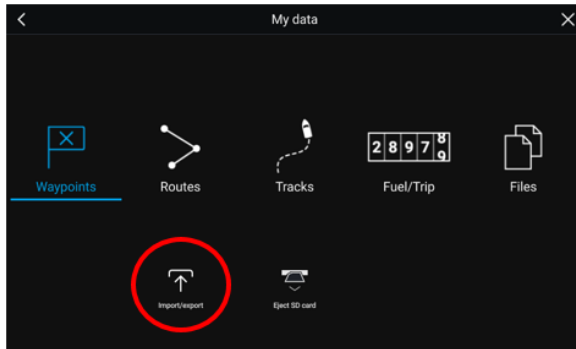 My data
Waypoints Routes Tracks Fuel/Trip Files
2 8 9 7 8 9
Import/export Eject SD card